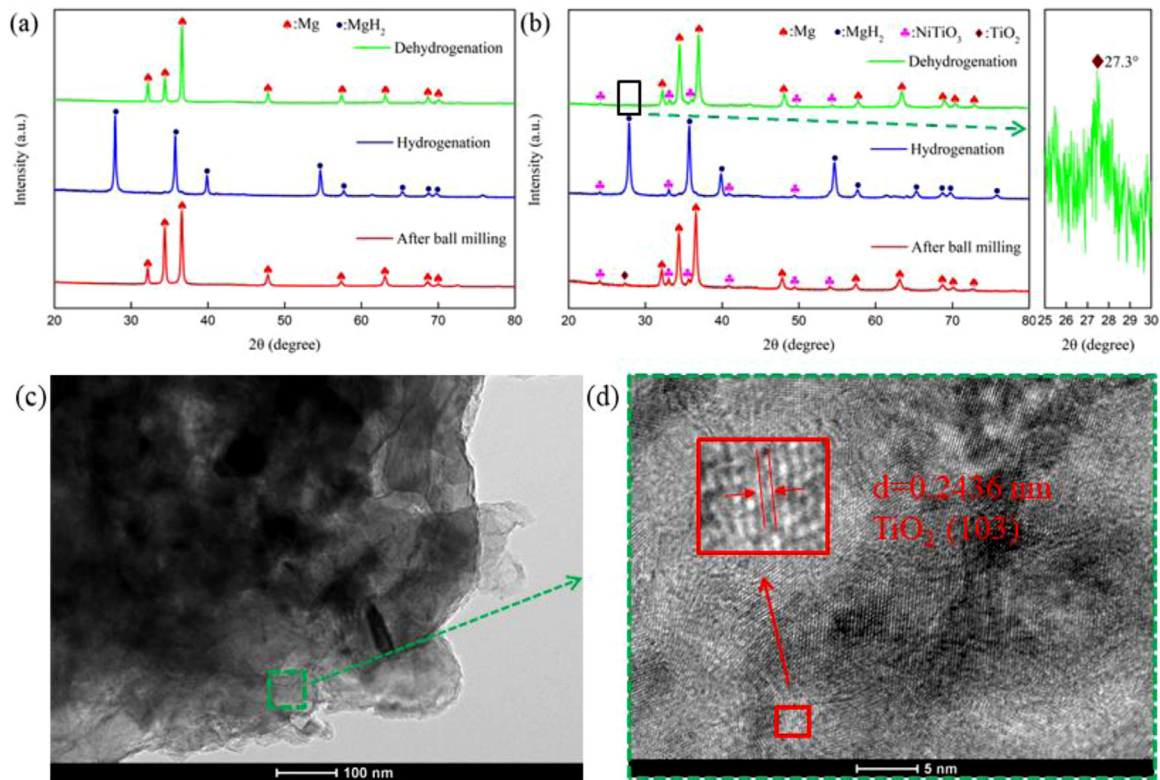 (a)
♠:Mg ●:MgH2
Dehydrogenation
Hydrogenation
After ball milling
Intensity (a.u.)
20 30 40 50 60 70 80
2θ (degree)
(b)
♠:Mg ●:MgH2 ♣:NiTiO3 ♦:TiO2
Dehydrogenation
Hydrogenation
After ball milling
Intensity (a.u.)
20 30 40 50 60 70 80
2θ (degree)
♦27.3°
25 26 27 28 29 30
2θ (degree)
(c)
100 nm
(d)
d=0.2436 nm
TiO2 (103)
5 nm